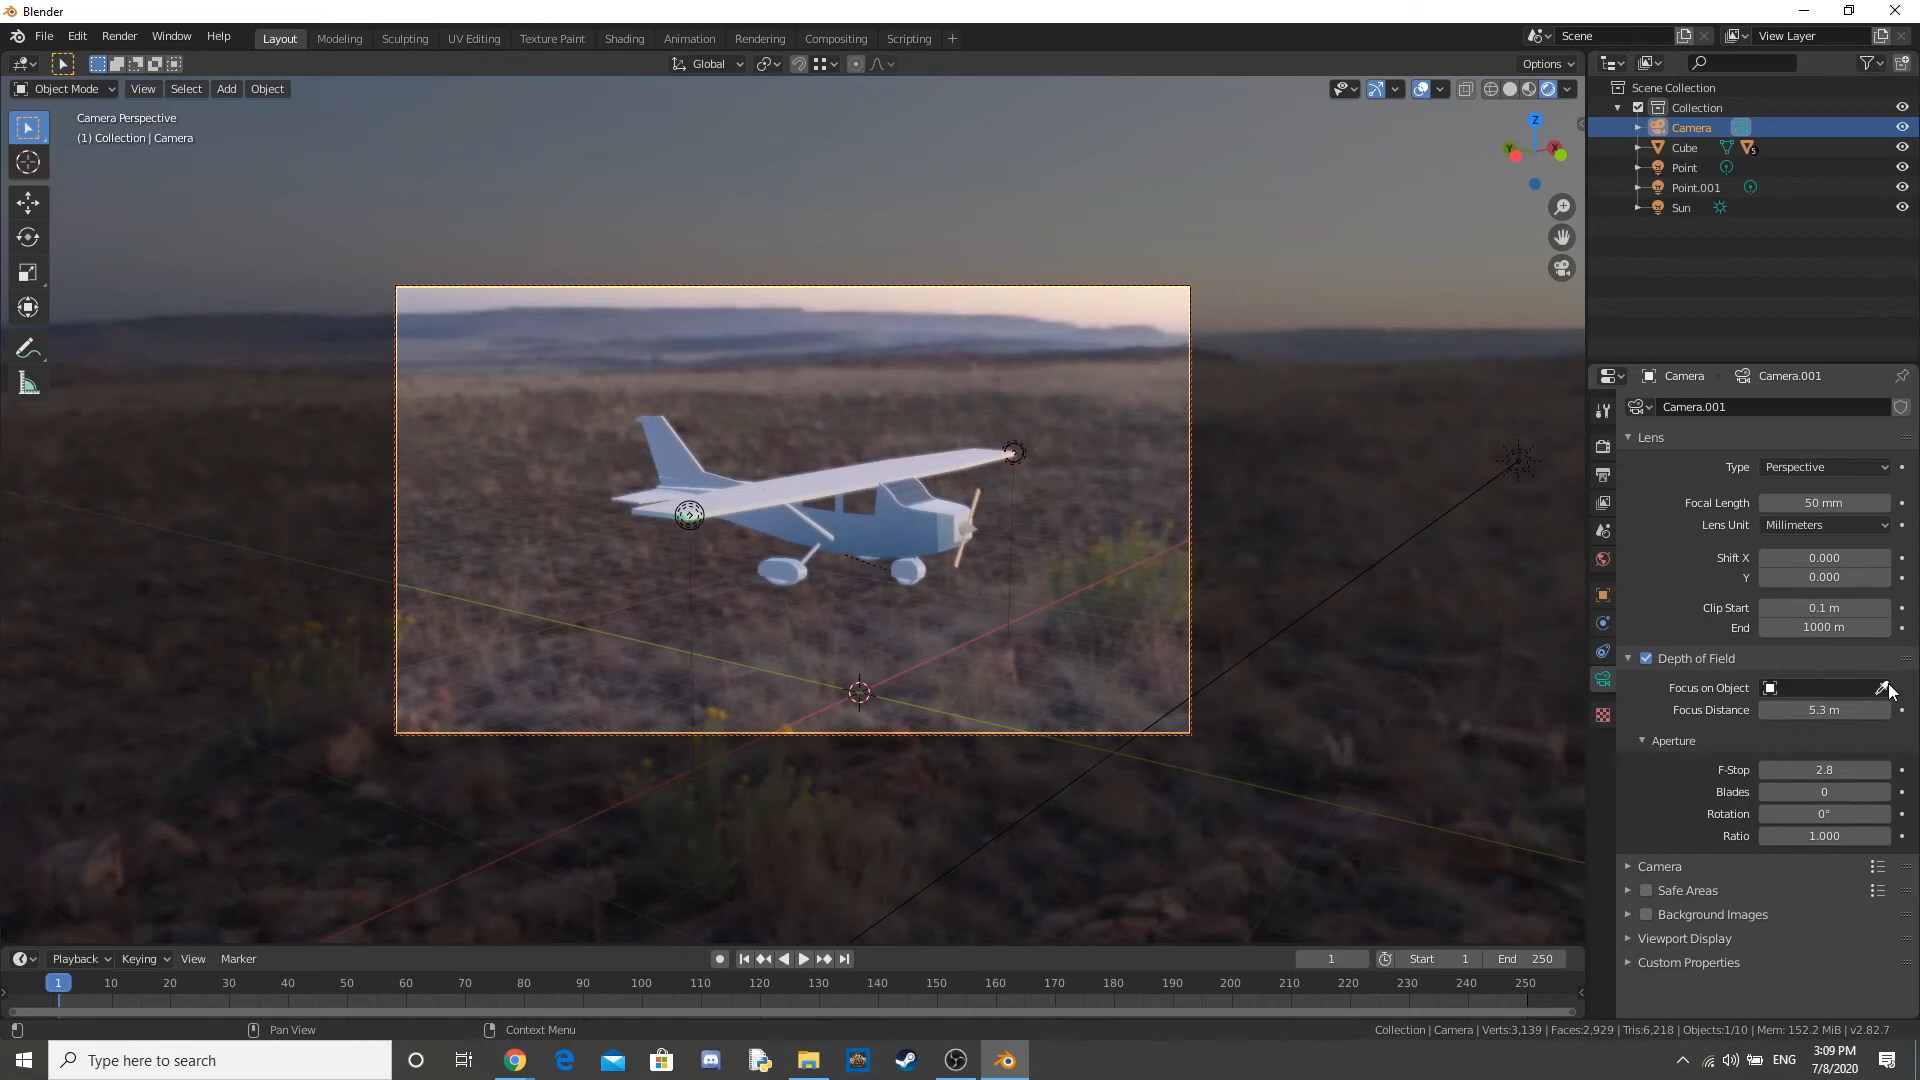 Blender
File Edit Render Window Help
Layout Modeling Sculpting UV Editing Texture Paint Shading Animation Rendering Compositing Scripting +
Scene
View Layer
Global
Options
Object Mode View Select Add Object
Camera Perspective
(1) Collection | Camera
Z
Y
X
Scene Collection
Collection
Camera
Cube
5
Point
Point.001
Sun
Camera
Camera.001
Camera.001
Lens
Type Perspective
Focal Length 50 mm
Lens Unit Millimeters
Shift X 0.000
Y 0.000
Clip Start 0.1 m
End 1000 m
Depth of Field
Focus on Object
Focus Distance 5.3 m
Aperture
F-Stop 2.8
Blades 0
Rotation 0°
Ratio 1.000
Camera
Safe Areas
Background Images
Viewport Display
Custom Properties
Playback Keying View Marker
1
Start 1
End 250
1 10 20 30 40 50 60 70 80 90 100 110 120 130 140 150 160 170 180 190 200 210 220 230 240 250
Pan View
Context Menu
Collection | Camera | Verts:3,139 | Faces:2,929 | Tris:6,218 | Objects:1/10 | Mem: 152.2 MiB | v2.82.7
Type here to search
ENG
3:09 PM
7/8/2020